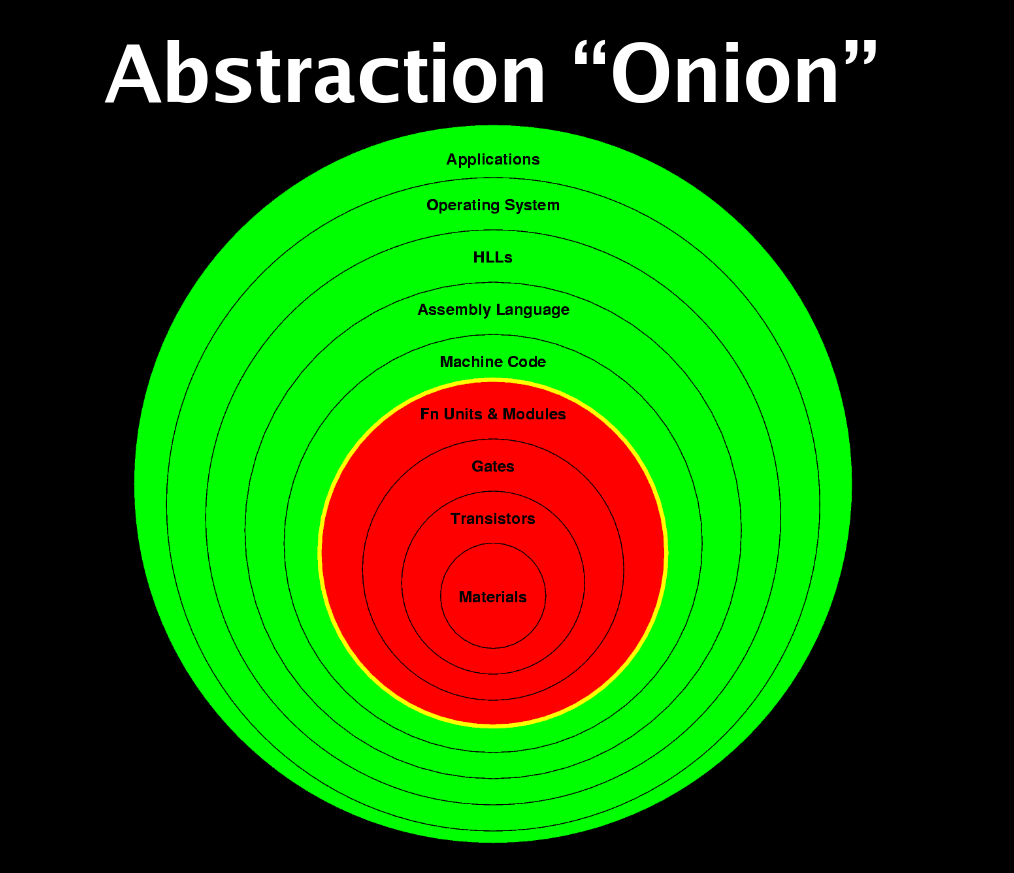 Abstraction “Onion”
Applications
Operating System
HLLs
Assembly Language
Machine Code
Fn Units & Modules
Gates
Transistors
Materials